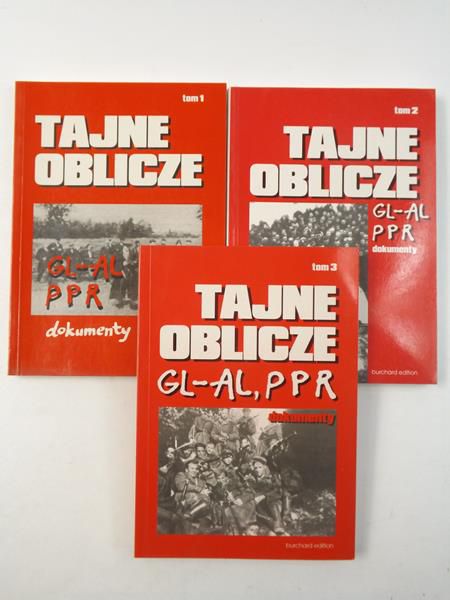 tom 1
TAJNE
OBLICZE
GL-AL
PPR
dokumenty
tom 2
TAJNE
OBLICZE
GL-AL
PPR
dokumenty
burchard edition
tom 3
TAJNE
OBLICZE
GL-AL, PPR
dokumenty
burchard edition